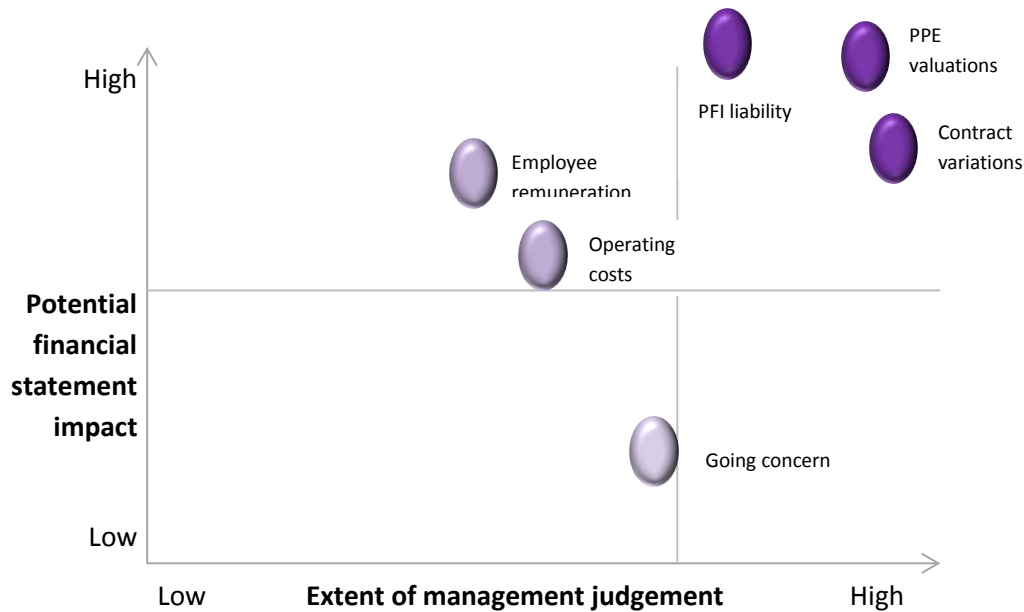 High
PPE
valuations
PFI liability
Contract
variations
Employee
remuneration
Operating
costs
Potential
financial
statement
impact
Going concern
Low
Low
Extent of management judgement
High